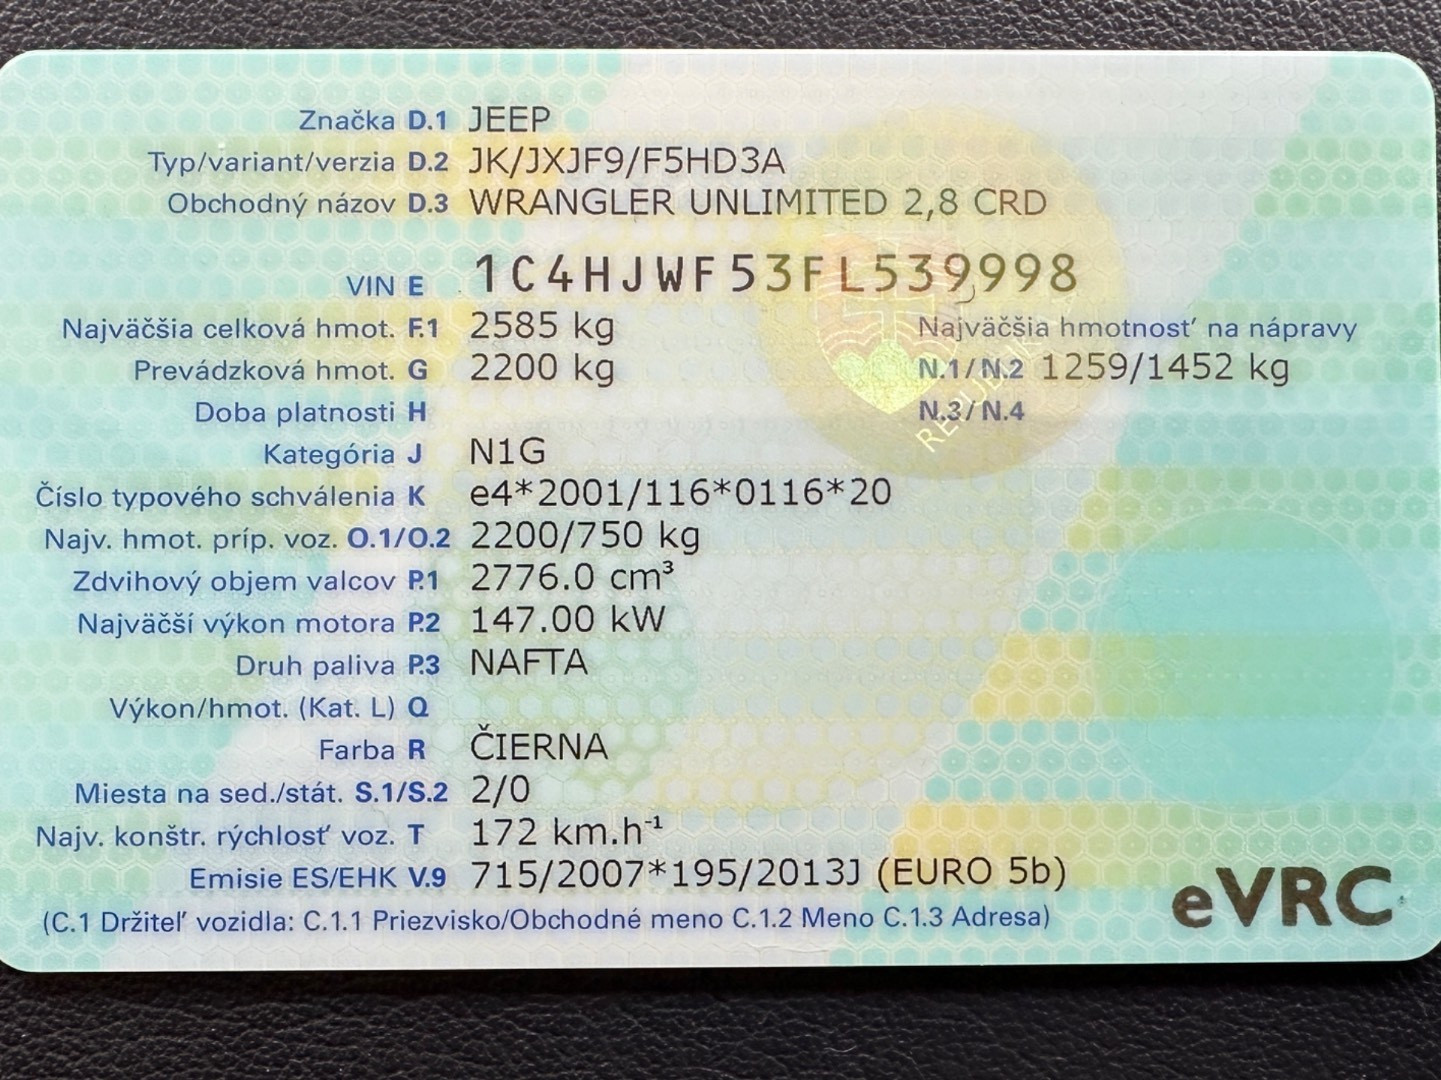 Značka D.1 JEEP
Typ/variant/verzia D.2 JK/JXJF9/F5HD3A
Obchodný názov D.3 WRANGLER UNLIMITED 2,8 CRD
VIN E 1C4HJWF53FL539998
Najväčšia celková hmot. F.1 2585 kg Najväčšia hmotnosť na nápravy
Prevádzková hmot. G 2200 kg N.1/N.2 1259/1452 kg
Doba platnosti H N.3/N.4
Kategória J N1G
Číslo typového schválenia K e4*2001/116*0116*20
Najv. hmot. príp. voz. O.1/O.2 2200/750 kg
Zdvihový objem valcov P.1 2776.0 cm³
Najväčší výkon motora P.2 147.00 kW
Druh paliva P.3 NAFTA
Výkon/hmot. (Kat. L) Q
Farba R ČIERNA
Miesta na sed./stát. S.1/S.2 2/0
Najv. konštr. rýchlosť voz. T 172 km.h⁻¹
Emisie ES/EHK V.9 715/2007*195/2013J (EURO 5b)
(C.1 Držiteľ vozidla: C.1.1 Priezvisko/Obchodné meno C.1.2 Meno C.1.3 Adresa)
eVRC